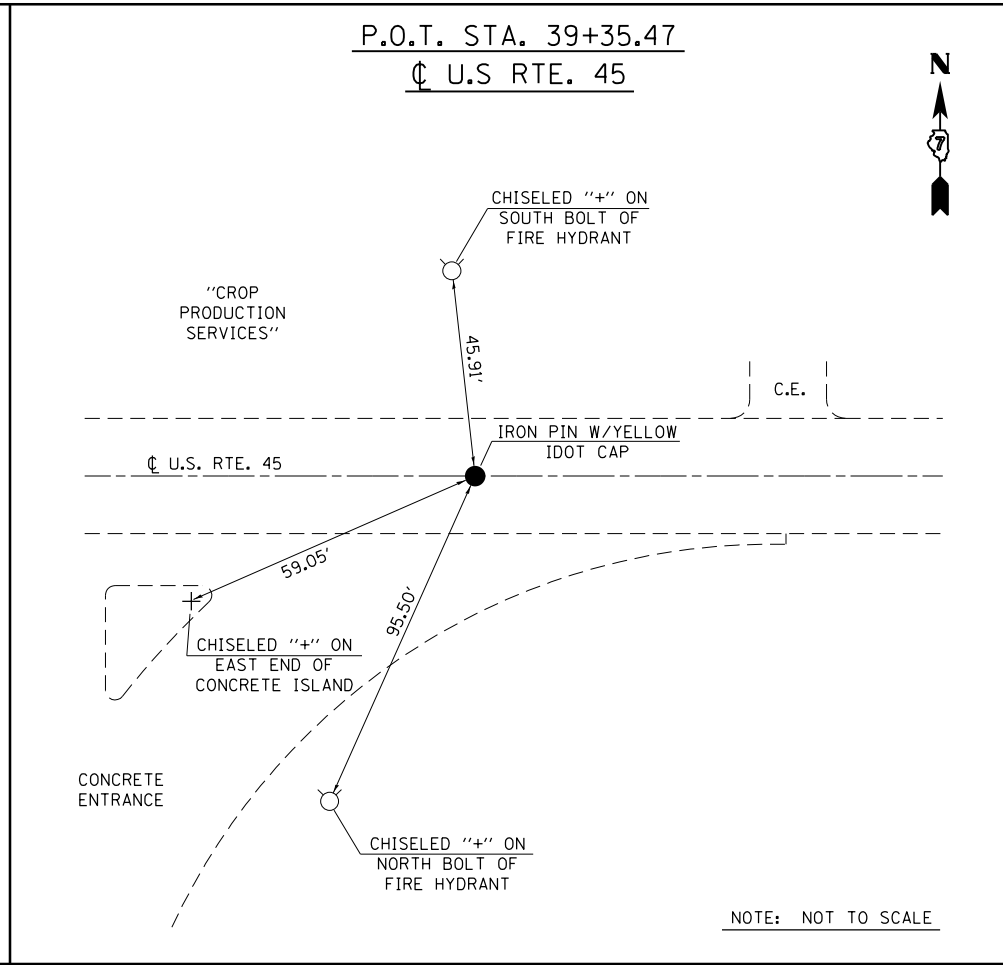 P.O.T. STA. 39+35.47
℄ U.S RTE. 45
N
7
CHISELED "+" ON
SOUTH BOLT OF
FIRE HYDRANT
"CROP
PRODUCTION
SERVICES"
45.91'
C.E.
IRON PIN W/YELLOW
IDOT CAP
℄ U.S. RTE. 45
59.05'
95.50'
CHISELED "+" ON
EAST END OF
CONCRETE ISLAND
CONCRETE
ENTRANCE
CHISELED "+" ON
NORTH BOLT OF
FIRE HYDRANT
NOTE: NOT TO SCALE